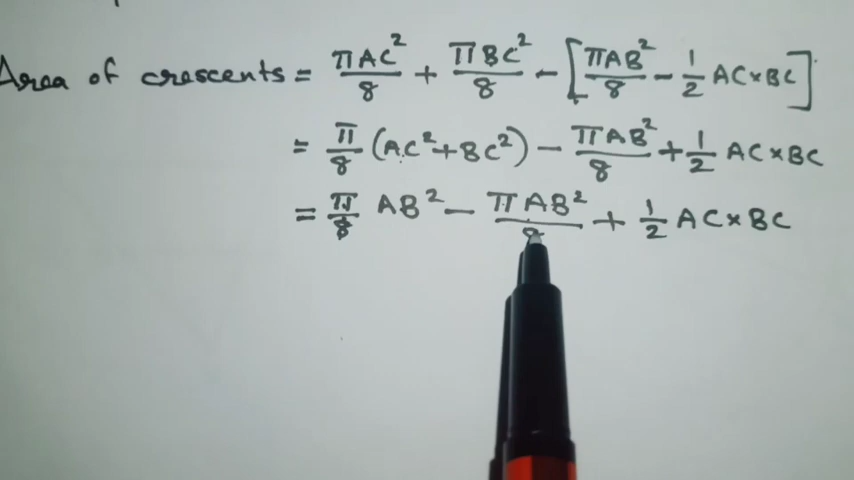 Area of crescents = πAC²/8 + πBC²/8 - [πAB²/8 - 1/2 AC×BC]
= π/8 (AC²+BC²) - πAB²/8 + 1/2 AC×BC
= π/8 AB² - πAB²/8 + 1/2 AC×BC